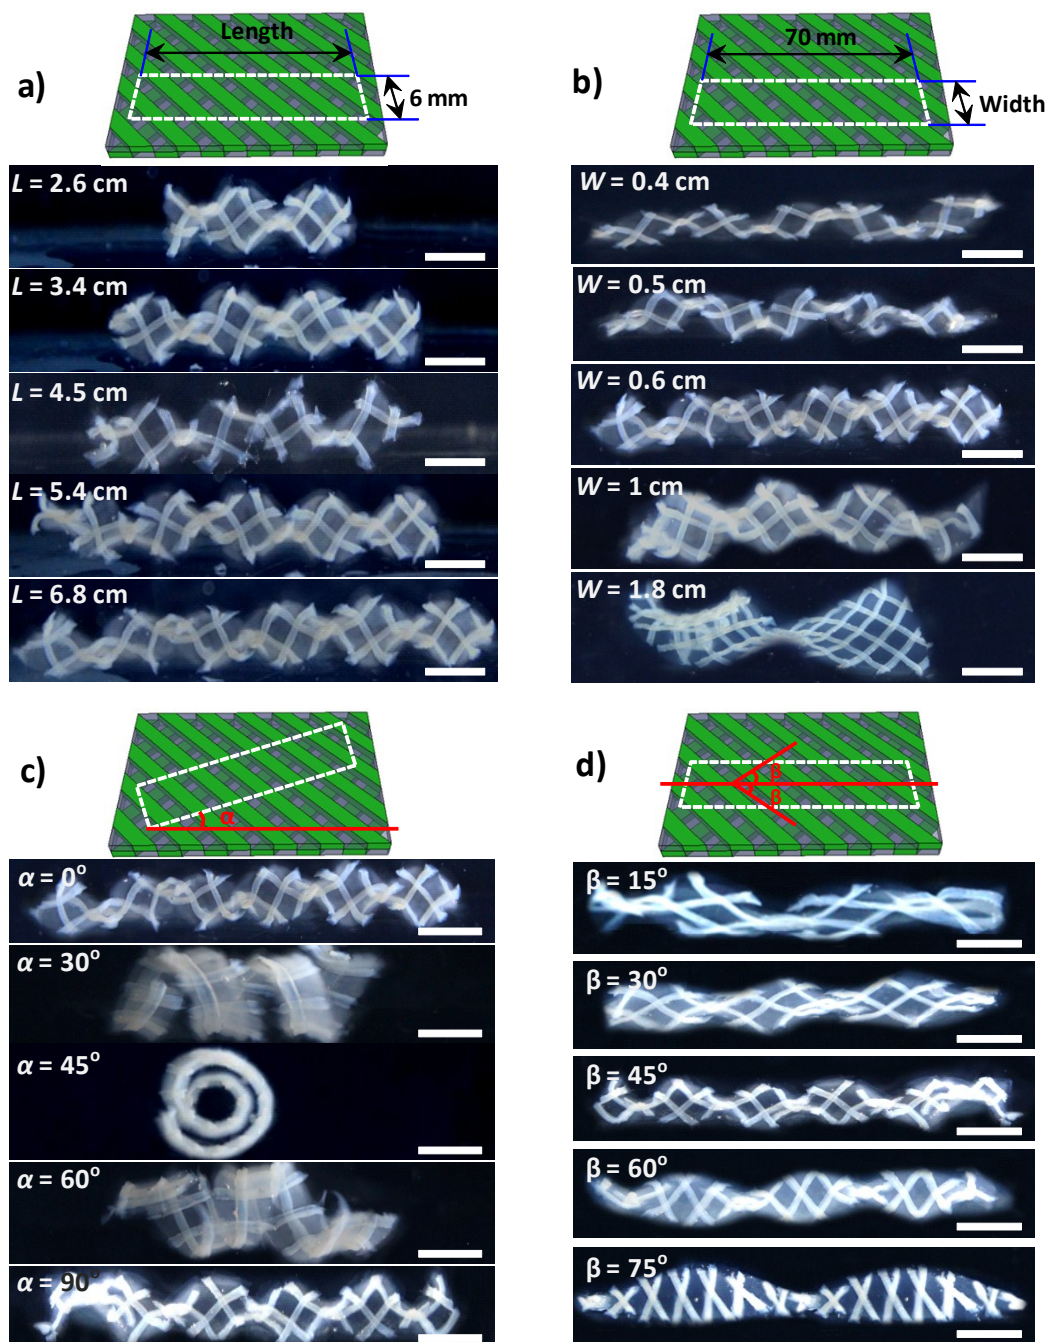 a)
Length
6 mm
L = 2.6 cm
L = 3.4 cm
L = 4.5 cm
L = 5.4 cm
L = 6.8 cm
b)
70 mm
Width
W = 0.4 cm
W = 0.5 cm
W = 0.6 cm
W = 1 cm
W = 1.8 cm
c)
α
α = 0°
α = 30°
α = 45°
α = 60°
α = 90°
d)
β
β
β = 15°
β = 30°
β = 45°
β = 60°
β = 75°